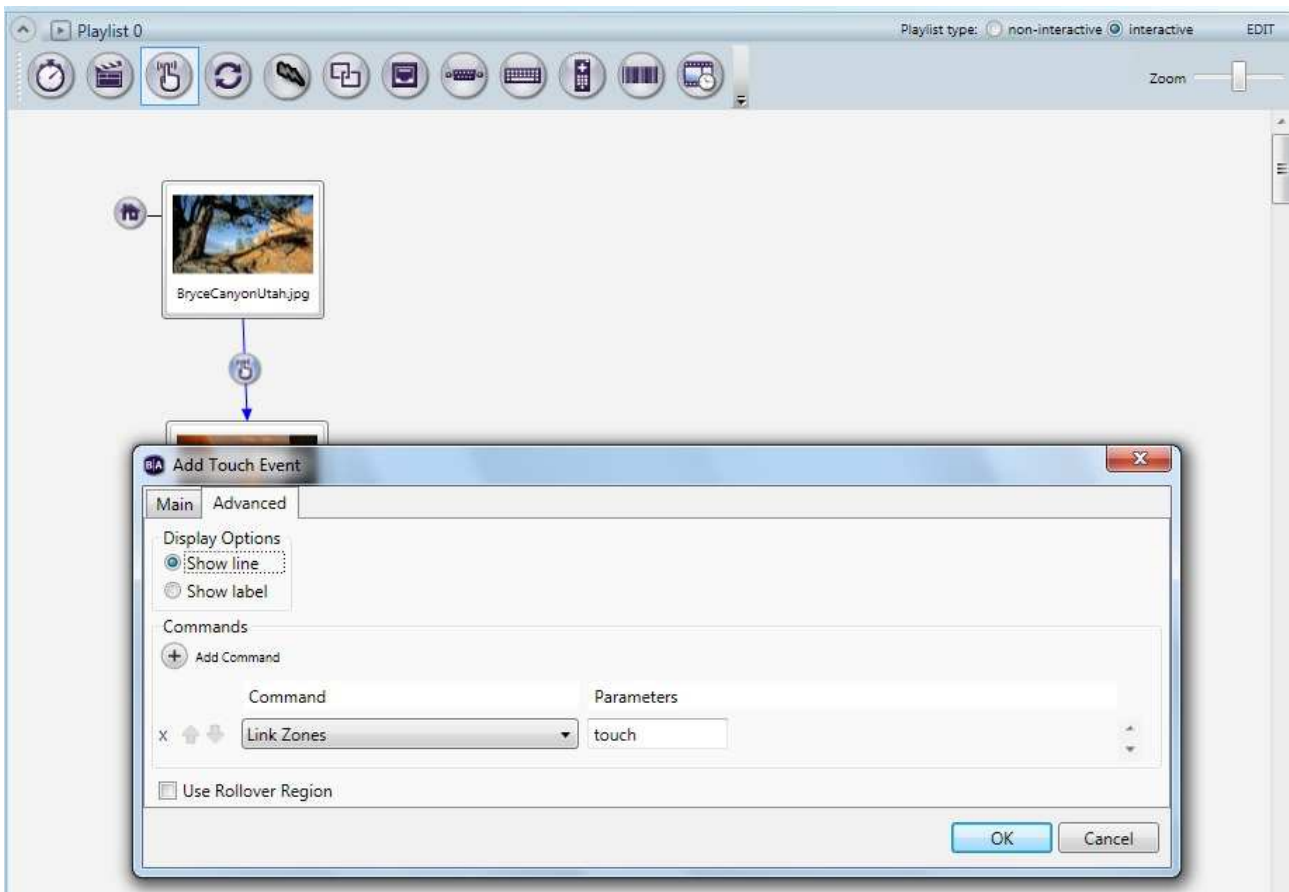 Playlist 0
Playlist type: non-interactive interactive EDIT
Zoom
BryceCanyonUtah.jpg
BA Add Touch Event
Main Advanced
Display Options
Show line
Show label
Commands
Add Command
Command Parameters
x Link Zones touch
Use Rollover Region
OK Cancel